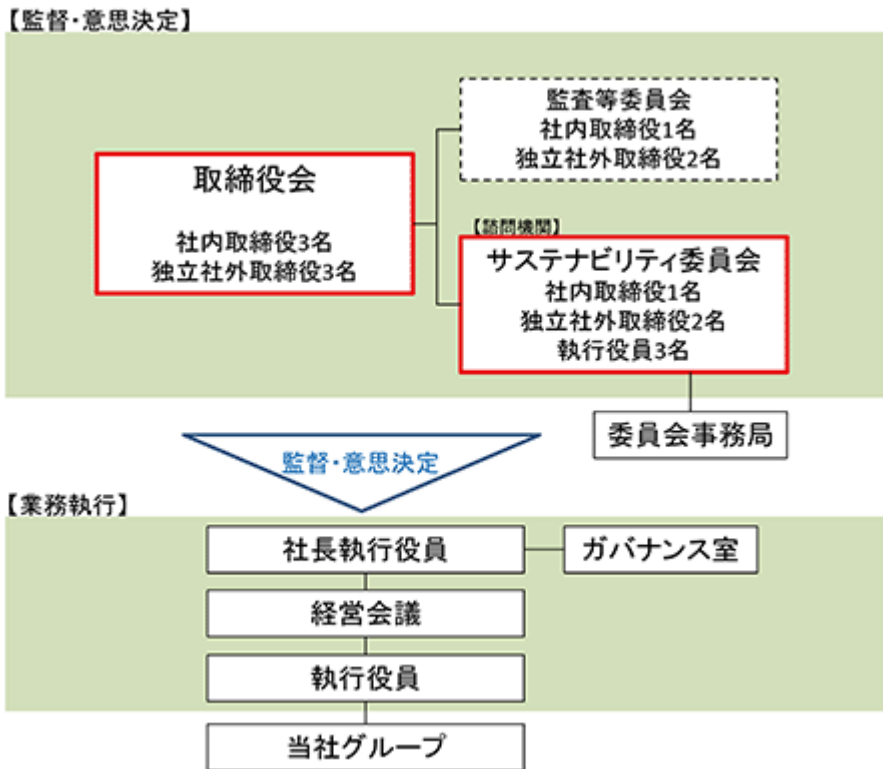 【監督・意思決定】
監査等委員会
社内取締役1名
独立社外取締役2名
取締役会
社内取締役3名
独立社外取締役3名
【諮問機関】
サステナビリティ委員会
社内取締役1名
独立社外取締役2名
執行役員3名
委員会事務局
監督・意思決定
【業務執行】
社長執行役員
ガバナンス室
経営会議
執行役員
当社グループ